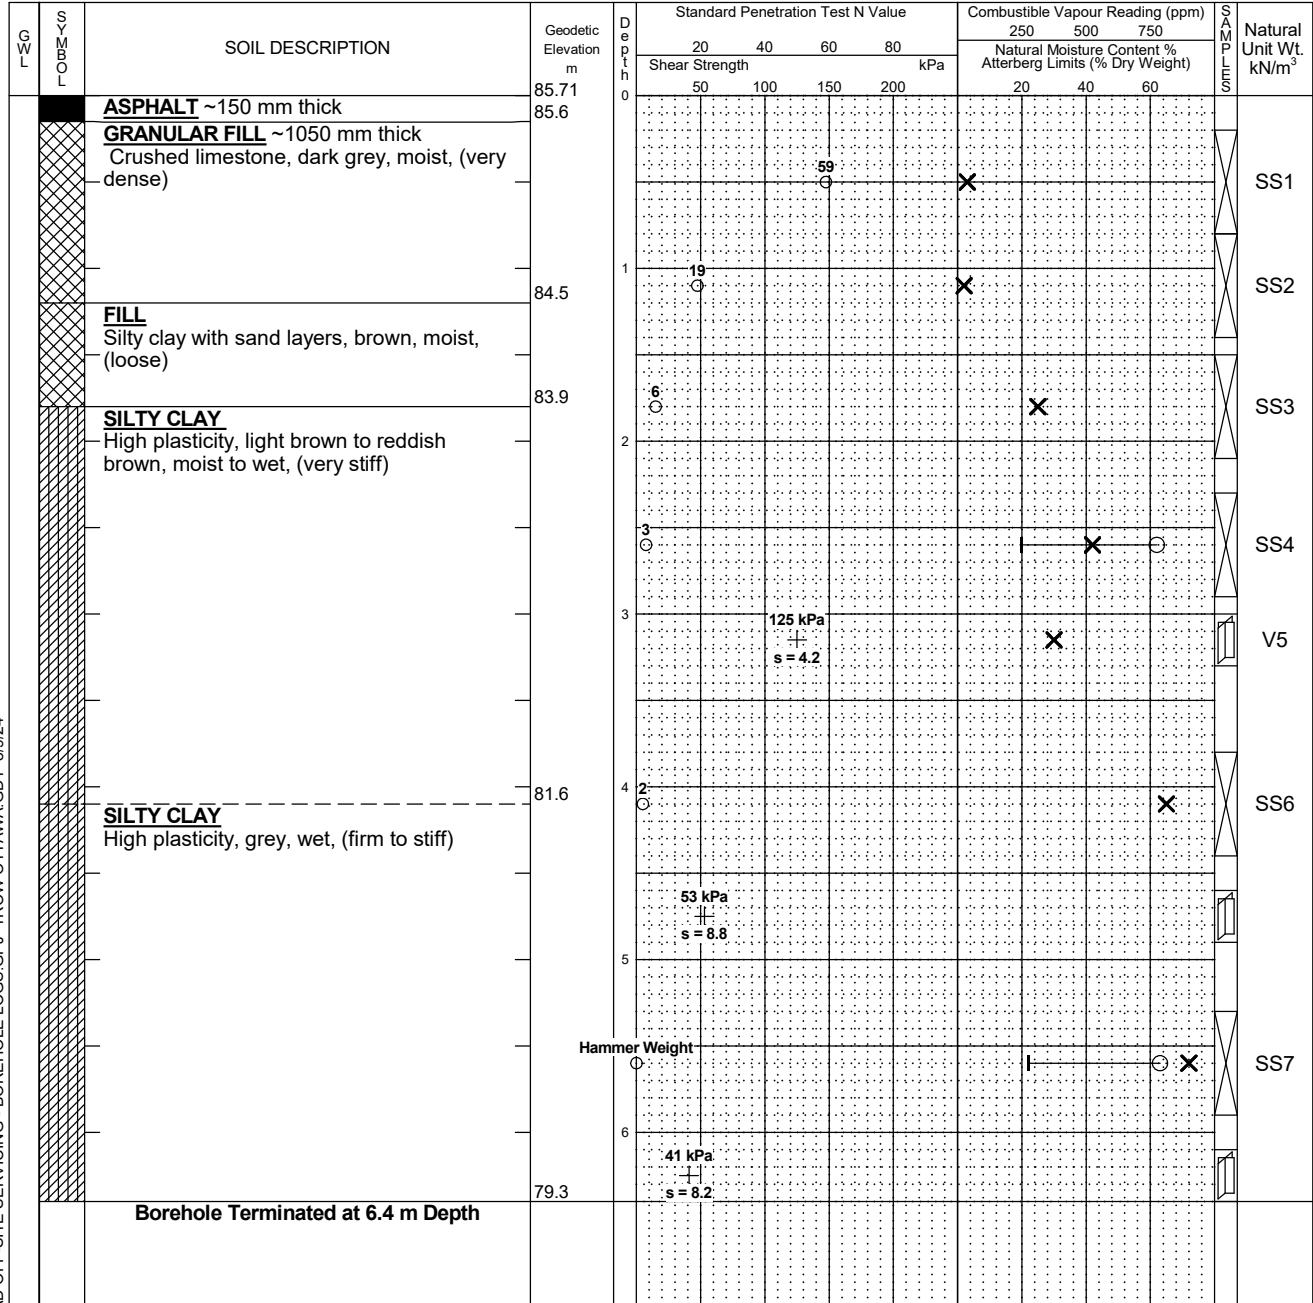 GWL
SYMBOL
SOIL DESCRIPTION
Geodetic
Elevation
m
Depth
Standard Penetration Test N Value
20 40 60 80
Shear Strength kPa
50 100 150 200
Combustible Vapour Reading (ppm)
250 500 750
Natural Moisture Content %
Atterberg Limits (% Dry Weight)
20 40 60
SAMPLES
Natural
Unit Wt.
kN/m³
85.71
0
ASPHALT ~150 mm thick
85.6
GRANULAR FILL ~1050 mm thick
Crushed limestone, dark grey, moist, (very
dense)
59
SS1
1
19
SS2
84.5
FILL
Silty clay with sand layers, brown, moist,
(loose)
83.9
6
SS3
SILTY CLAY
High plasticity, light brown to reddish
brown, moist to wet, (very stiff)
2
3
SS4
3
125 kPa
s = 4.2
V5
4
81.6
2
SS6
SILTY CLAY
High plasticity, grey, wet, (firm to stiff)
53 kPa
s = 8.8
5
Hammer Weight
SS7
6
41 kPa
s = 8.2
79.3
Borehole Terminated at 6.4 m Depth